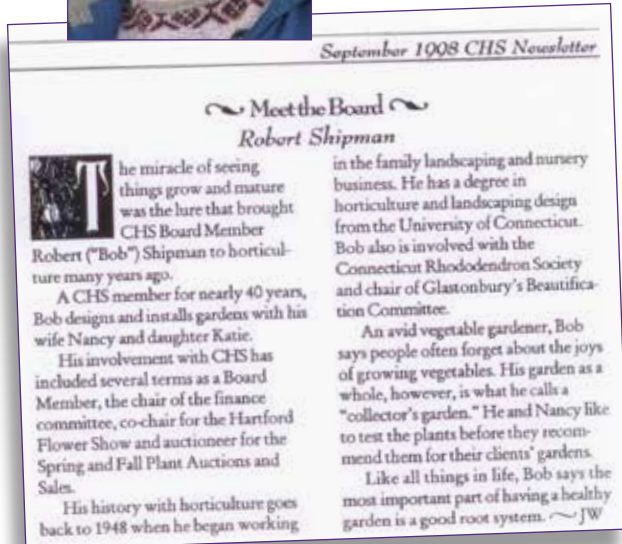 September 1998 CHS Newsletter
Meet the Board
Robert Shipman
The miracle of seeing
things grow and mature
was the lure that brought
CHS Board Member
Robert ("Bob") Shipman to horticul-
ture many years ago.
A CHS member for nearly 40 years,
Bob designs and installs gardens with his
wife Nancy and daughter Katie.
His involvement with CHS has
included several terms as a Board
Member, the chair of the finance
committee, co-chair for the Hartford
Flower Show and auctioneer for the
Spring and Fall Plant Auctions and
Sales.
His history with horticulture goes
back to 1948 when he began working
in the family landscaping and nursery
business. He has a degree in
horticulture and landscaping design
from the University of Connecticut.
Bob also is involved with the
Connecticut Rhododendron Society
and chair of Glastonbury's Beautifica-
tion Committee.
An avid vegetable gardener, Bob
says people often forget about the joys
of growing vegetables. His garden as a
whole, however, is what he calls a
"collector's garden." He and Nancy like
to test the plants before they recom-
mend them for their clients' gardens.
Like all things in life, Bob says the
most important part of having a healthy
garden is a good root system. JW